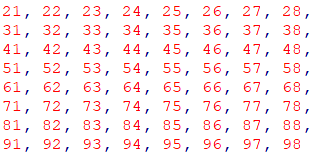 21, 22, 23, 24, 25, 26, 27, 28,
31, 32, 33, 34, 35, 36, 37, 38,
41, 42, 43, 44, 45, 46, 47, 48,
51, 52, 53, 54, 55, 56, 57, 58,
61, 62, 63, 64, 65, 66, 67, 68,
71, 72, 73, 74, 75, 76, 77, 78,
81, 82, 83, 84, 85, 86, 87, 88,
91, 92, 93, 94, 95, 96, 97, 98